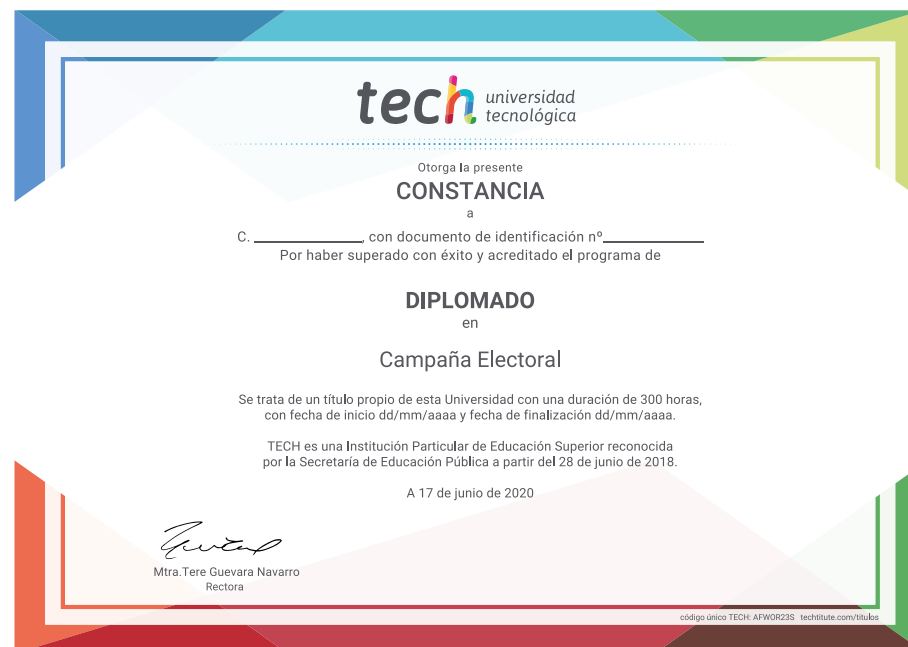 tech universidad
tecnológica
Otorga la presente
CONSTANCIA
a
C. ____________, con documento de identificación nº____________
Por haber superado con éxito y acreditado el programa de
DIPLOMADO
en
Campaña Electoral
Se trata de un título propio de esta Universidad con una duración de 300 horas,
con fecha de inicio dd/mm/aaaa y fecha de finalización dd/mm/aaaa.
TECH es una Institución Particular de Educación Superior reconocida
por la Secretaría de Educación Pública a partir del 28 de junio de 2018.
A 17 de junio de 2020
Mtra.Tere Guevara Navarro
Rectora
código único TECH: AFWOR23S techtitute.com/titulos